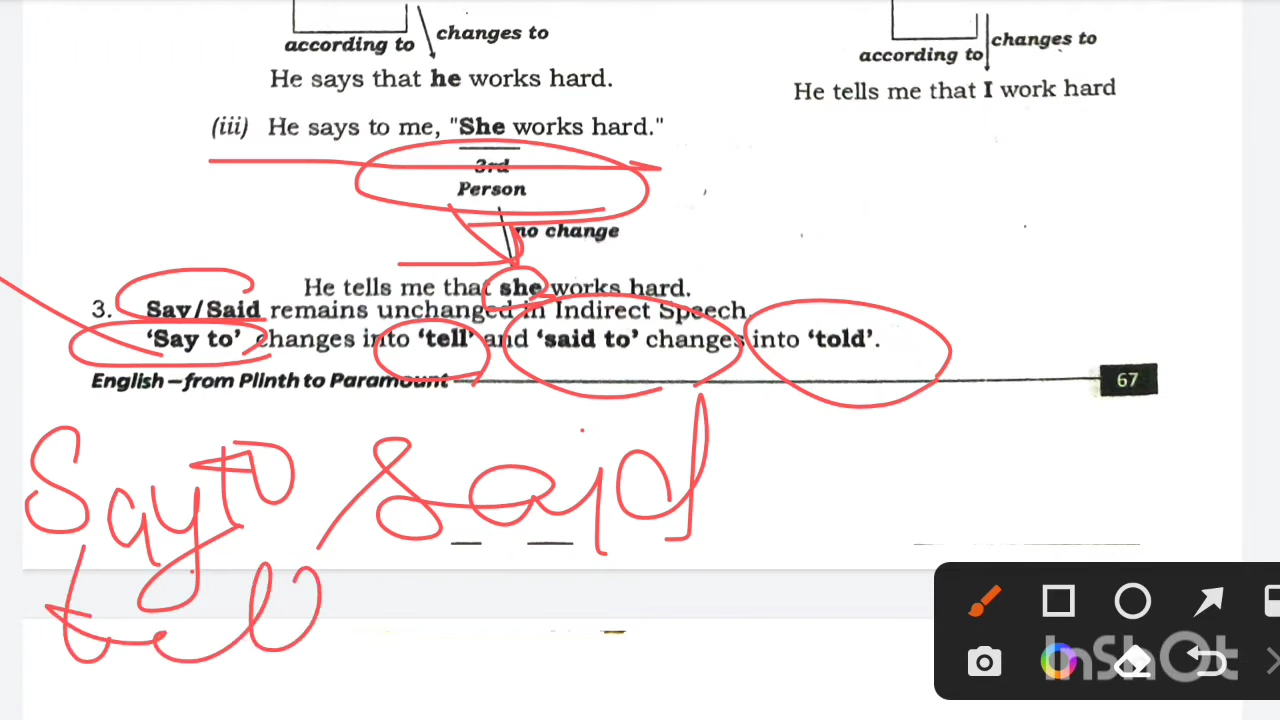 according to changes to
according to changes to
He says that he works hard.
He tells me that I work hard
(iii) He says to me, "She works hard."
3rd
Person
no change
He tells me that she works hard.
3. Say/Said remains unchanged in Indirect Speech.
'Say to' changes into 'tell' and 'said to' changes into 'told'.
English—from Plinth to Paramount
67
Say to said
tell
InShOt